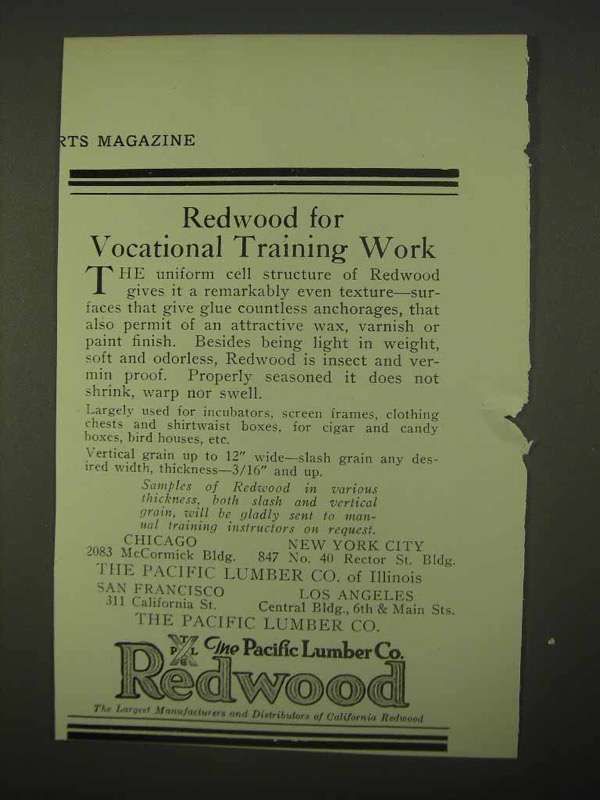 RTS MAGAZINE
Redwood for
Vocational Training Work
THE uniform cell structure of Redwood
gives it a remarkably even texture—sur-
faces that give glue countless anchorages, that
also permit of an attractive wax, varnish or
paint finish. Besides being light in weight,
soft and odorless, Redwood is insect and ver-
min proof. Properly seasoned it does not
shrink, warp nor swell.
Largely used for incubators, screen frames, clothing
chests and shirtwaist boxes, for cigar and candy
boxes, bird houses, etc.
Vertical grain up to 12" wide—slash grain any des-
ired width, thickness—3/16" and up.
Samples of Redwood in various
thickness, both slash and vertical
grain, will be gladly sent to man-
ual training instructors on request.
CHICAGO NEW YORK CITY
2083 McCormick Bldg. 847 No. 40 Rector St. Bldg.
THE PACIFIC LUMBER CO. of Illinois
SAN FRANCISCO LOS ANGELES
311 California St. Central Bldg., 6th & Main Sts.
THE PACIFIC LUMBER CO.
TPLC The Pacific Lumber Co.
Redwood
The Largest Manufacturers and Distributors of California Redwood